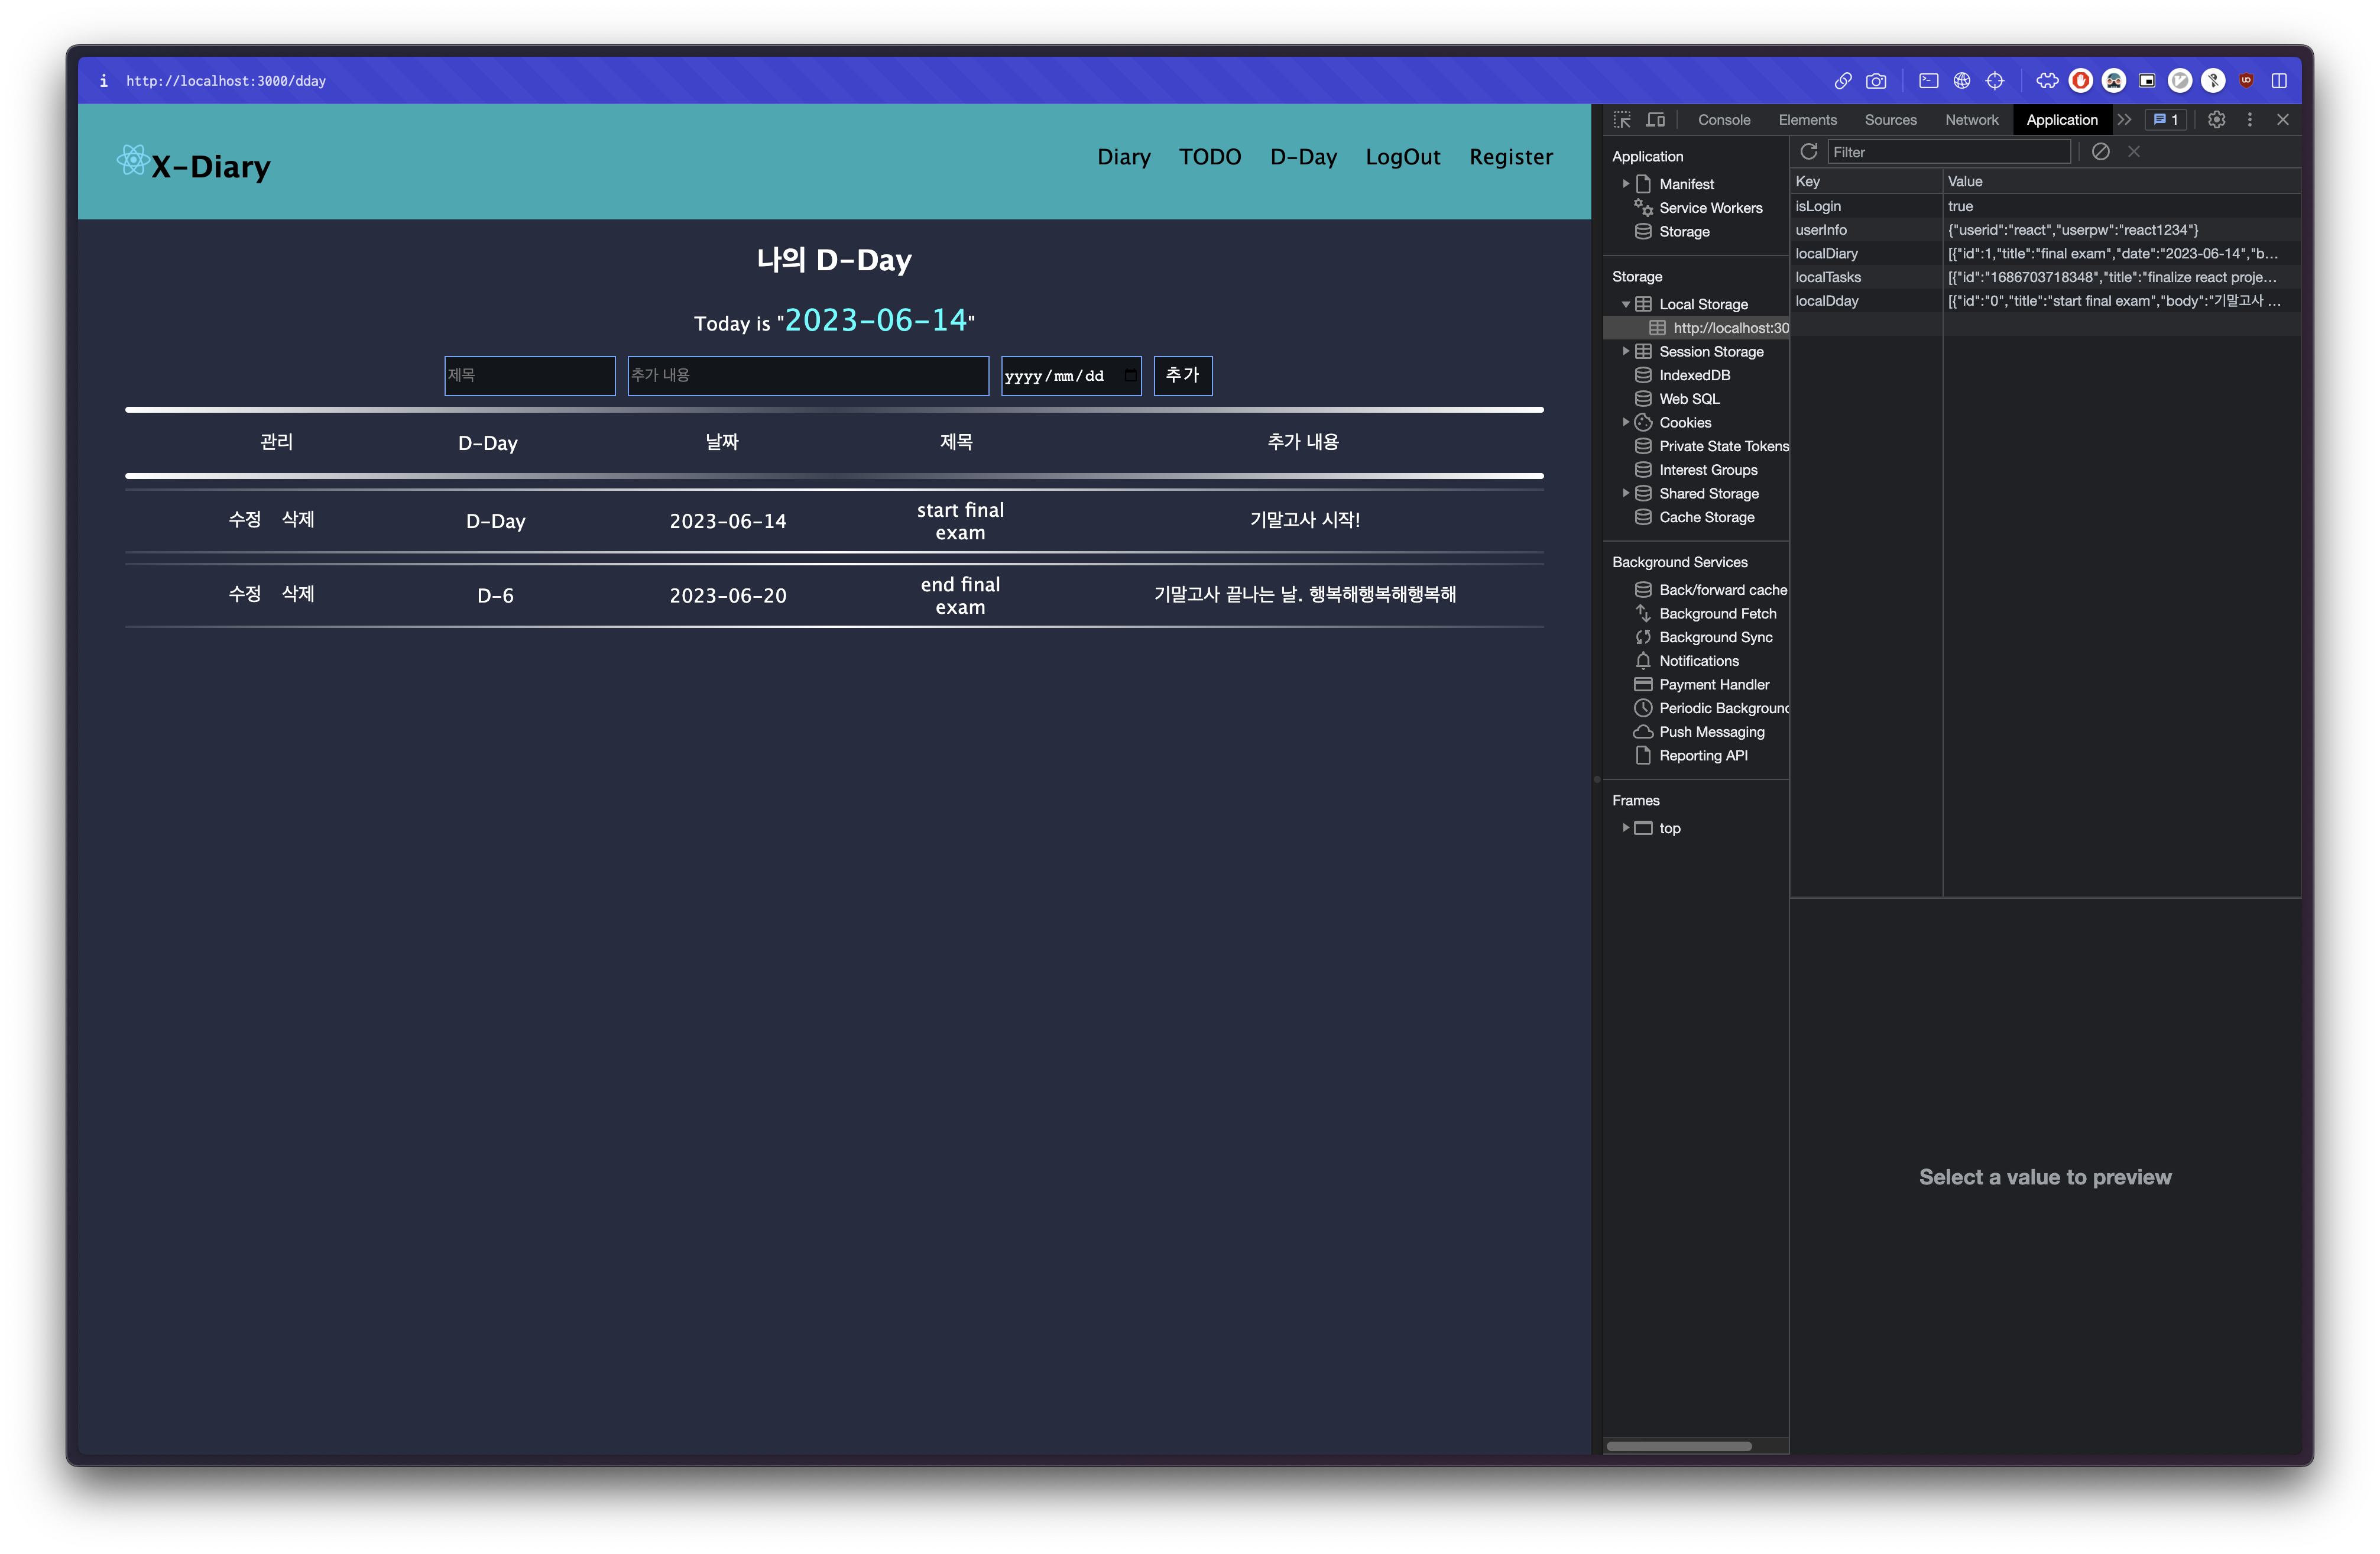 http://localhost:3000/dday
X-Diary
Diary TODO D-Day LogOut Register
나의 D-Day
Today is "2023-06-14"
제목 추가 내용 yyyy/mm/dd 추가
관리 D-Day 날짜 제목 추가 내용
수정 삭제 D-Day 2023-06-14 start final exam 기말고사 시작!
수정 삭제 D-6 2023-06-20 end final exam 기말고사 끝나는 날. 행복해행복해행복해
Console Elements Sources Network Application 1
Application
Manifest
Service Workers
Storage
Storage
Local Storage
http://localhost:30
Session Storage
IndexedDB
Web SQL
Cookies
Private State Tokens
Interest Groups
Shared Storage
Cache Storage
Background Services
Back/forward cache
Background Fetch
Background Sync
Notifications
Payment Handler
Periodic Background
Push Messaging
Reporting API
Frames
top
Filter
Key Value
isLogin true
userInfo {"userid":"react","userpw":"react1234"}
localDiary [{"id":1,"title":"final exam","date":"2023-06-14","b…
localTasks [{"id":"1686703718348","title":"finalize react proje…
localDday [{"id":"0","title":"start final exam","body":"기말고사 …
Select a value to preview